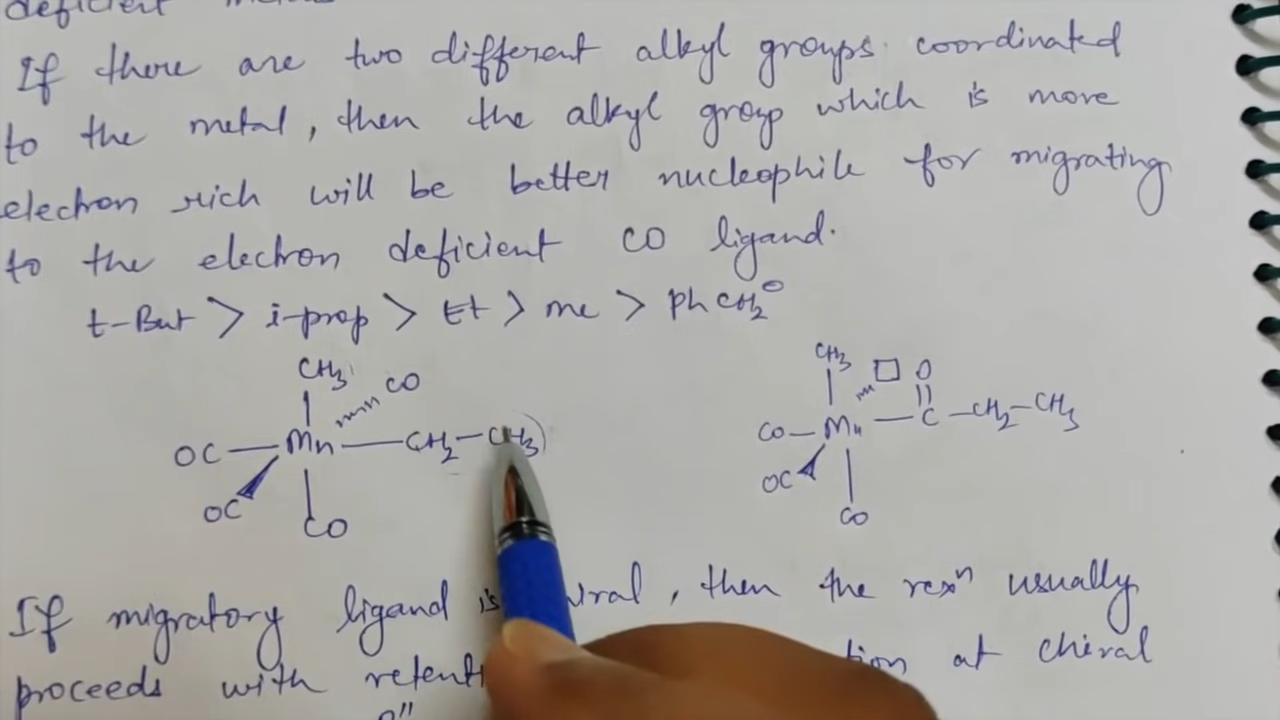 deficient
If there are two different alkyl groups coordinated
to the metal, then the alkyl group which is more
electron rich will be better nucleophile for migrating
to the electron deficient CO ligand.
t-But > i-prop > Et > me > PhCH₂⊖
CH₃ CO
OC — Mn — CH₂ — CH₃
OC CO
CH₃ □ O
CO — Mn — C — CH₂ — CH₃
OC
CO
If migratory ligand is, then the rexⁿ usually
proceeds with at chiral